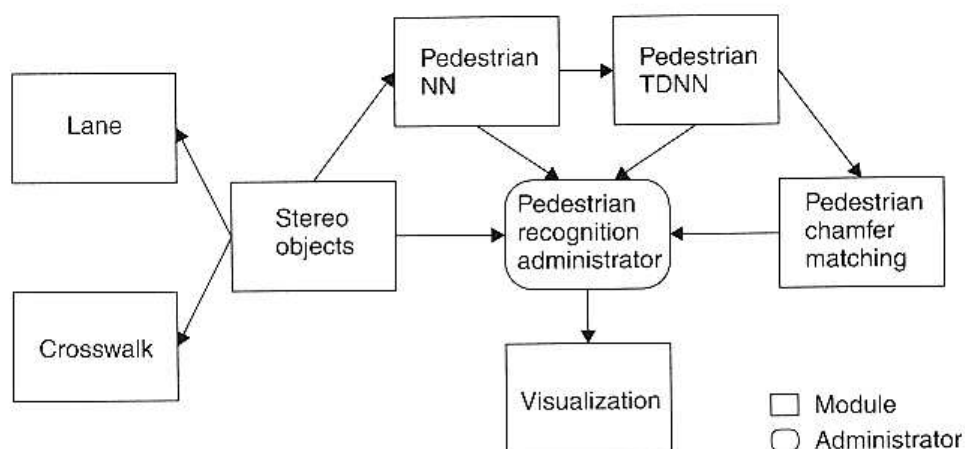 Pedestrian
NN
Pedestrian
TDNN
Lane
Stereo
objects
Pedestrian
recognition
administrator
Pedestrian
chamfer
matching
Crosswalk
Visualization
Module
Administrator